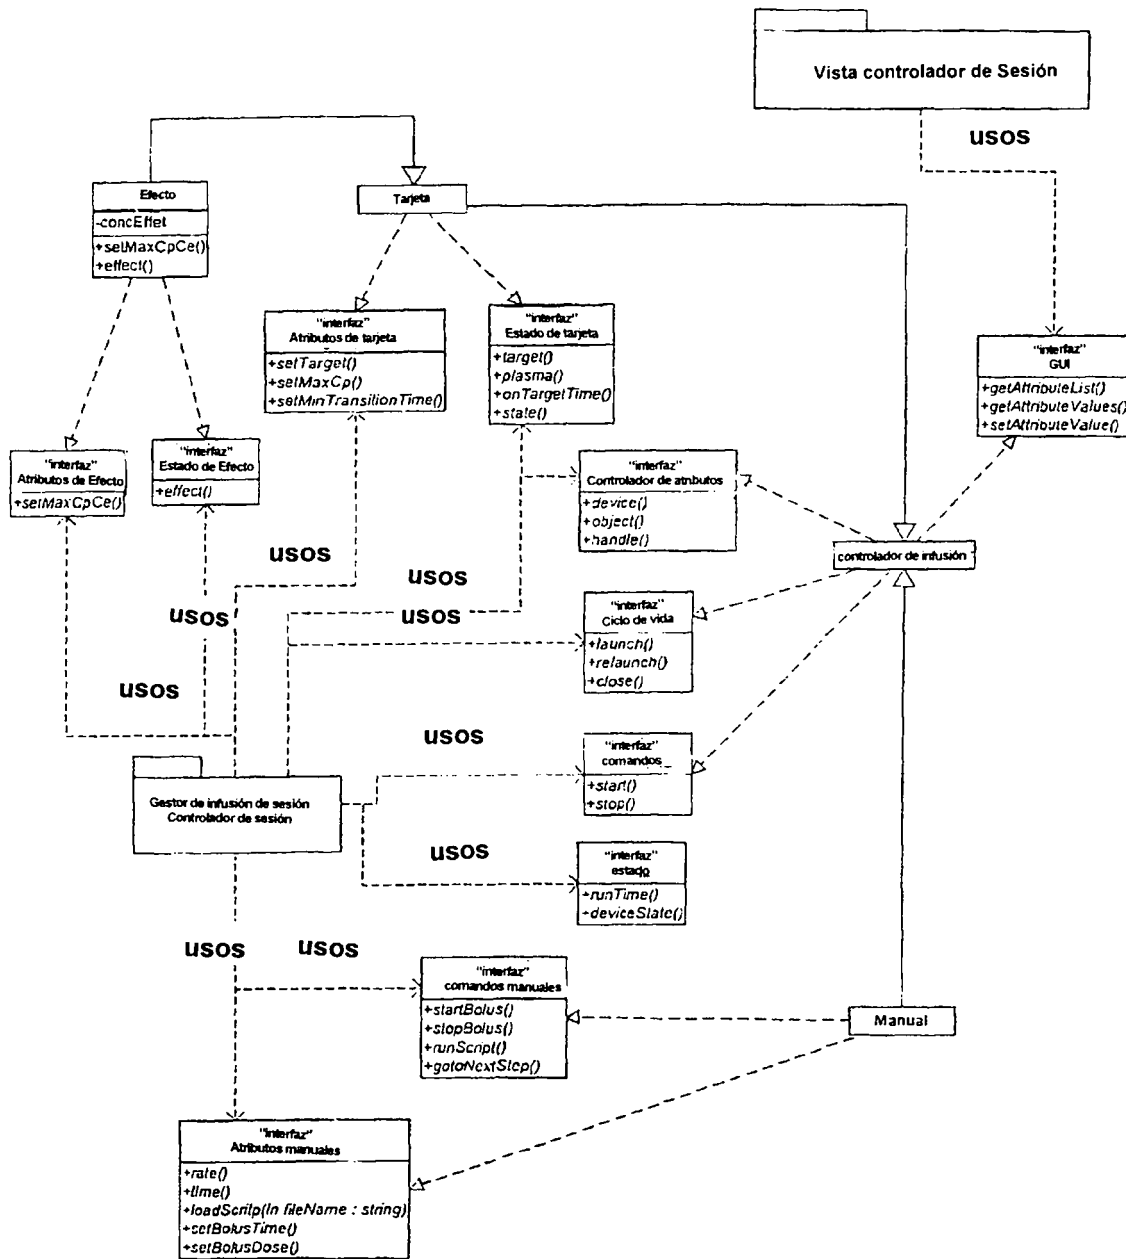 Vista controlador de Sesión
usos
Efecto
-concEffet
+setMaxCpCe()
+effect()
Tarjeta
"interfaz"
Atributos de tarjeta
+setTarget()
+setMaxCp()
+setMinTransitionTime()
"interfaz"
Estado de tarjeta
+target()
+plasma()
+onTargetTime()
+state()
"interfaz"
GUI
+getAttributeList()
+getAttributeValues()
+setAttributeValue()
"interfaz"
Atributos de Efecto
+setMaxCpCe()
"interfaz"
Estado de Efecto
+effect()
"interfaz"
Controlador de atributos
+device()
+object()
+handle()
controlador de infusión
usos
usos
usos
usos
usos
"interfaz"
Ciclo de vida
+launch()
+relaunch()
+close()
usos
"interfaz"
comandos
+start()
+stop()
Gestor de infusión de sesión
Controlador de sesión
usos
"interfaz"
estado
+runTime()
+deviceState()
usos
usos
"interfaz"
comandos manuales
+startBolus()
+stopBolus()
+runScript()
+gotoNextStep()
Manual
"interfaz"
Atributos manuales
+rate()
+time()
+loadScritp(In fileName : string)
+setBolusTime()
+setBolusDose()